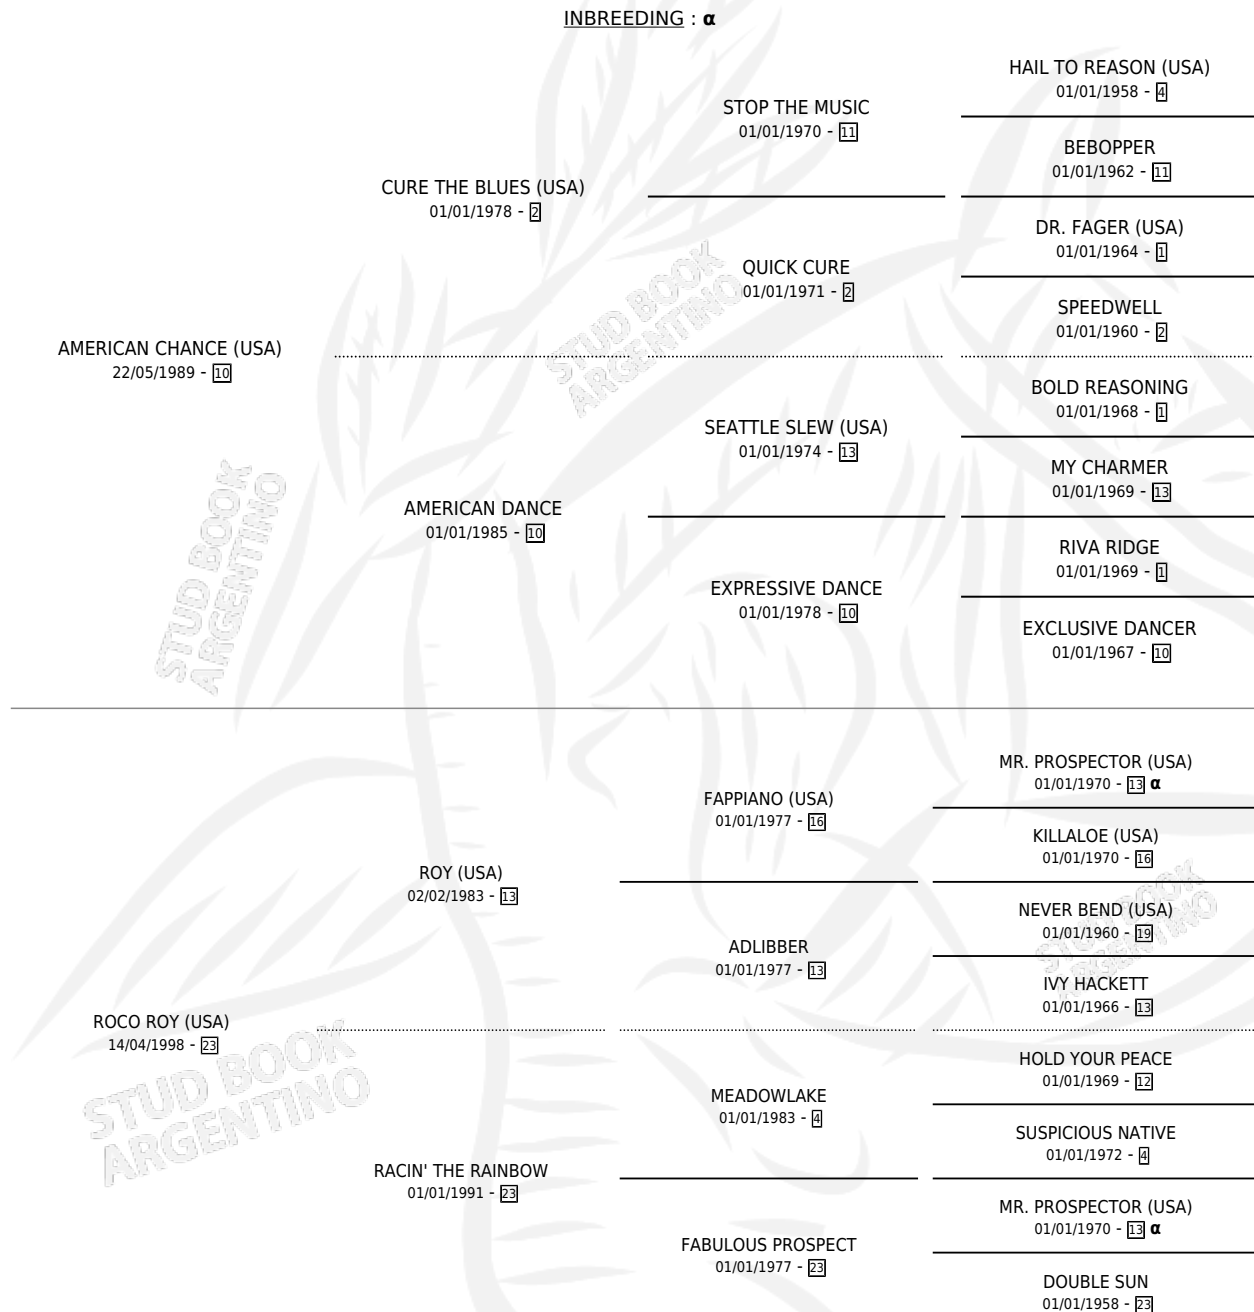 INBREEDING : α
HAIL TO REASON (USA)
01/01/1958 - 4
STOP THE MUSIC
01/01/1970 - 11
BEBOPPER
01/01/1962 - 11
CURE THE BLUES (USA)
01/01/1978 - 2
DR. FAGER (USA)
01/01/1964 - 1
QUICK CURE
01/01/1971 - 2
SPEEDWELL
01/01/1960 - 2
AMERICAN CHANCE (USA)
22/05/1989 - 10
BOLD REASONING
01/01/1968 - 1
SEATTLE SLEW (USA)
01/01/1974 - 13
MY CHARMER
01/01/1969 - 13
AMERICAN DANCE
01/01/1985 - 10
RIVA RIDGE
01/01/1969 - 1
EXPRESSIVE DANCE
01/01/1978 - 10
EXCLUSIVE DANCER
01/01/1967 - 10
MR. PROSPECTOR (USA)
01/01/1970 - 13 α
FAPPIANO (USA)
01/01/1977 - 16
KILLALOE (USA)
01/01/1970 - 16
ROY (USA)
02/02/1983 - 13
NEVER BEND (USA)
01/01/1960 - 19
ADLIBBER
01/01/1977 - 13
IVY HACKETT
01/01/1966 - 13
ROCO ROY (USA)
14/04/1998 - 23
HOLD YOUR PEACE
01/01/1969 - 12
MEADOWLAKE
01/01/1983 - 4
SUSPICIOUS NATIVE
01/01/1972 - 4
RACIN' THE RAINBOW
01/01/1991 - 23
MR. PROSPECTOR (USA)
01/01/1970 - 13 α
FABULOUS PROSPECT
01/01/1977 - 23
DOUBLE SUN
01/01/1958 - 23
STUD BOOK
ARGENTINO
STUD BOOK
ARGENTINO
STUD BOOK
ARGENTINO
STUD BOOK
ARGENTINO